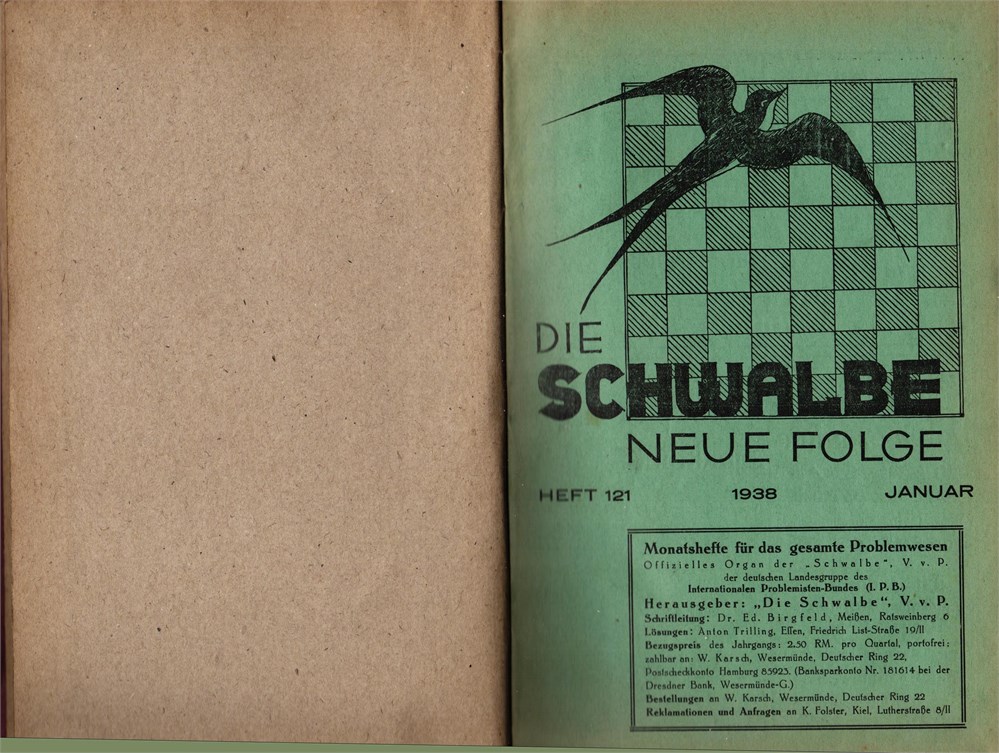 DIE
SCHWALBE
NEUE FOLGE
HEFT 121 1938 JANUAR
Monatshefte für das gesamte Problemwesen
Offizielles Organ der „Schwalbe“, V. v. P.
der deutschen Landesgruppe des
Internationalen Problemisten-Bundes (I. P. B.)
Herausgeber: „Die Schwalbe“, V. v. P.
Schriftleitung: Dr. Ed. Birgfeld, Meißen, Ratsweinberg 6
Lösungen: Anton Trilling, Essen, Friedrich List-Straße 19/II
Bezugspreis des Jahrgangs: 2.50 RM. pro Quartal, portofrei;
zahlbar an: W. Karsch, Wesermünde, Deutscher Ring 22,
Postscheckkonto Hamburg 85923. (Banksparkonto Nr. 181614 bei der
Dresdner Bank, Wesermünde-G.)
Bestellungen an W. Karsch, Wesermünde, Deutscher Ring 22
Reklamationen und Anfragen an K. Folster, Kiel, Lutherstraße 8/II